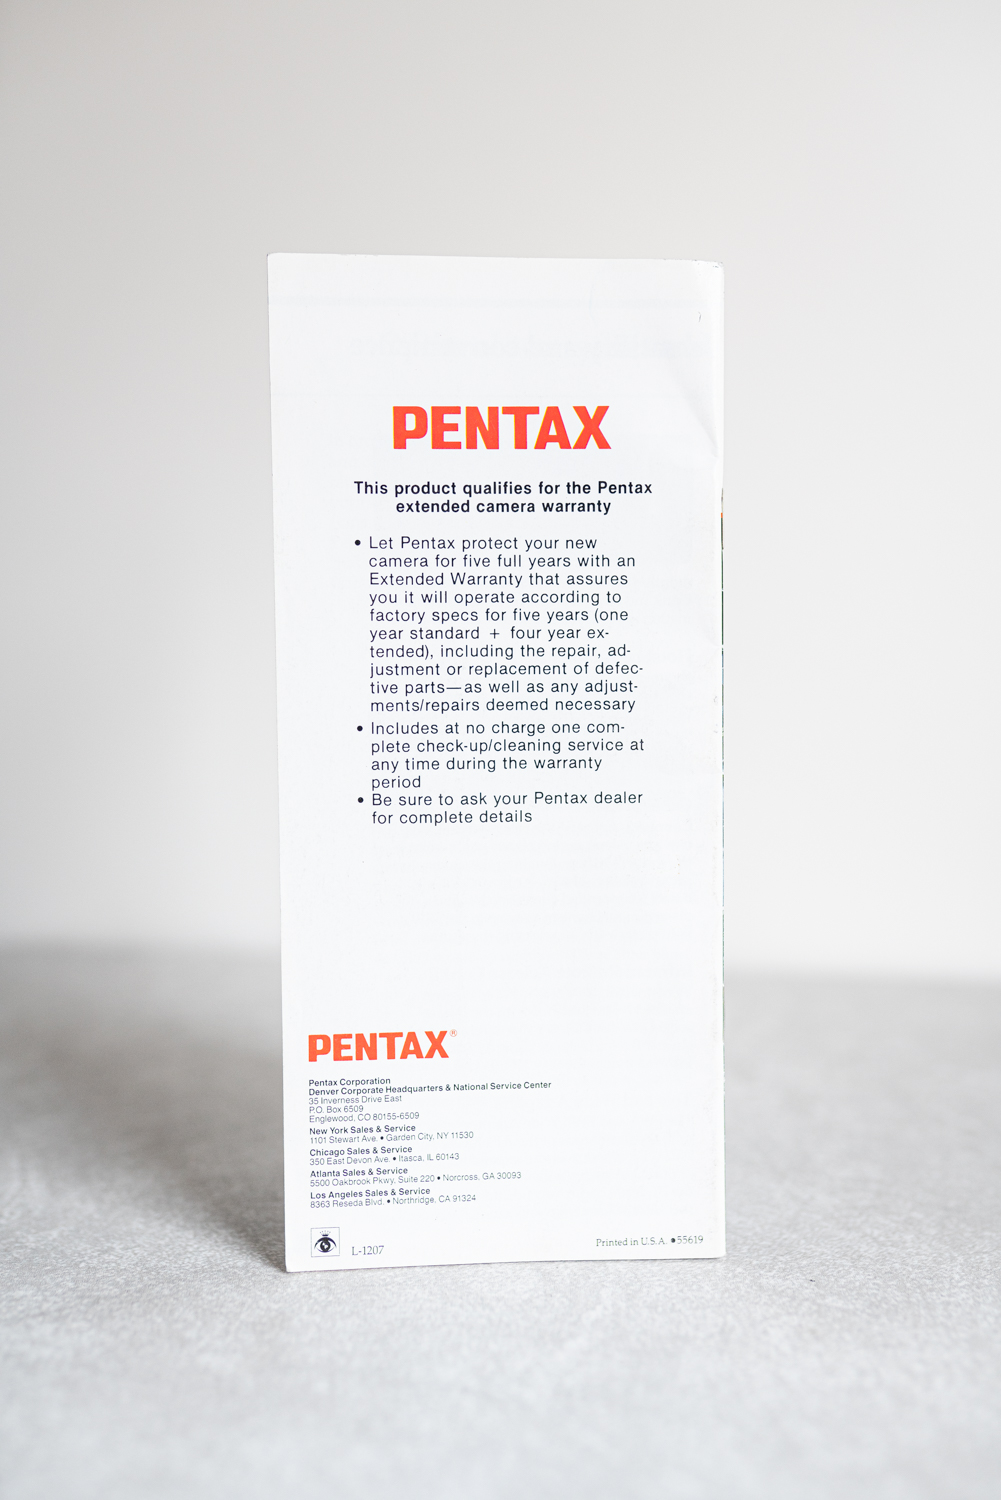 PENTAX
This product qualifies for the Pentax
extended camera warranty
• Let Pentax protect your new
camera for five full years with an
Extended Warranty that assures
you it will operate according to
factory specs for five years (one
year standard + four year ex-
tended), including the repair, ad-
justment or replacement of defec-
tive parts—as well as any adjust-
ments/repairs deemed necessary
• Includes at no charge one com-
plete check-up/cleaning service at
any time during the warranty
period
• Be sure to ask your Pentax dealer
for complete details
PENTAX®
Pentax Corporation
Denver Corporate Headquarters & National Service Center
35 Inverness Drive East
P.O. Box 6509
Englewood, CO 80155-6509
New York Sales & Service
1101 Stewart Ave. • Garden City, NY 11530
Chicago Sales & Service
350 East Devon Ave. • Itasca, IL 60143
Atlanta Sales & Service
5500 Oakbrook Pkwy, Suite 220 • Norcross, GA 30093
Los Angeles Sales & Service
8363 Reseda Blvd. • Northridge, CA 91324
L-1207
Printed in U.S.A. •55619